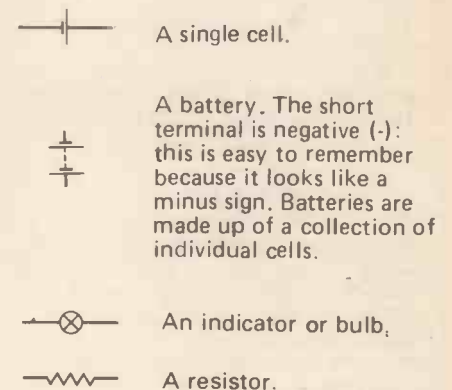 A single cell.
A battery. The short
terminal is negative (-):
this is easy to remember
because it looks like a
minus sign. Batteries are
made up of a collection of
individual cells.
An indicator or bulb.
A resistor.